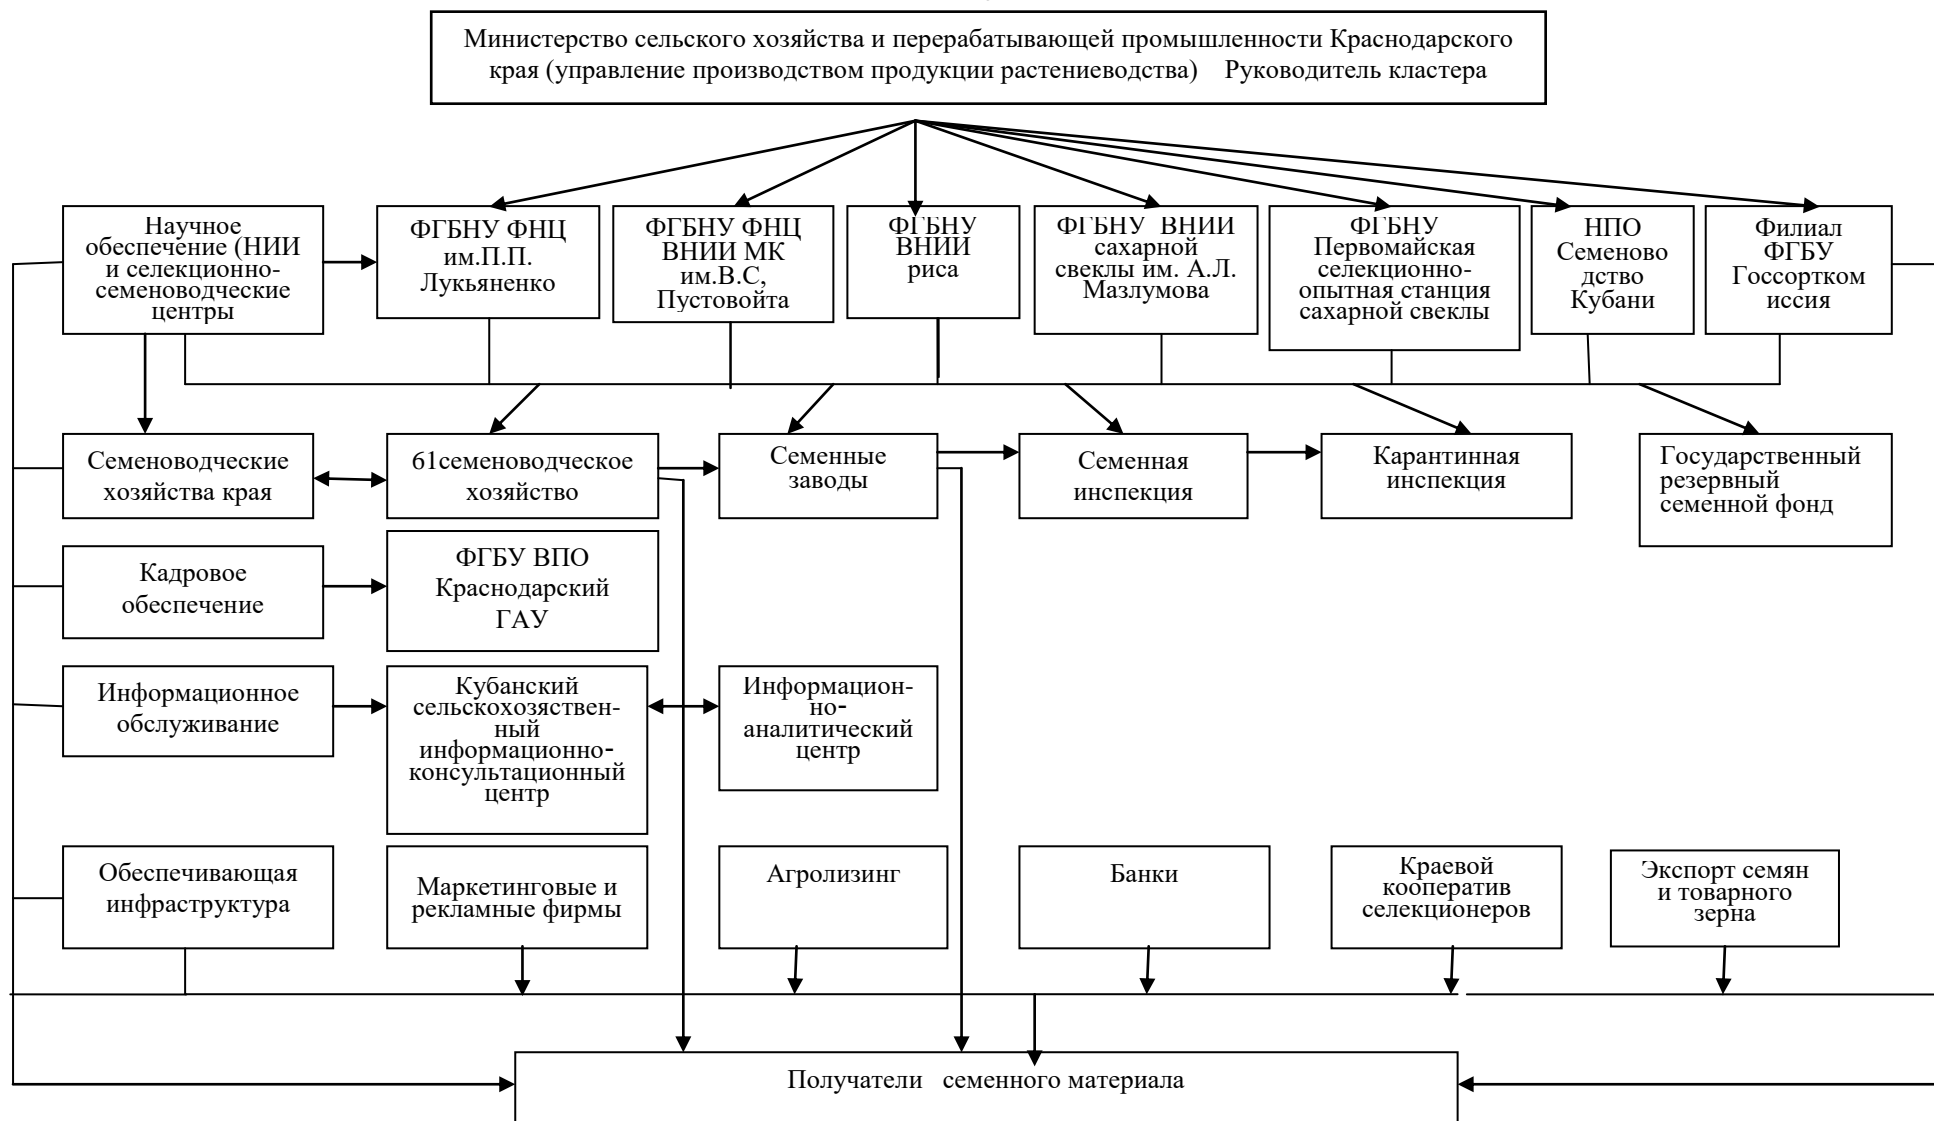 Министерство сельского хозяйства и перерабатывающей промышленности Краснодарского
края (управление производством продукции растениеводства) Руководитель кластера
Научное
обеспечение (НИИ
и селекционно-
семеноводческие
центры
ФГБНУ ФНЦ
им.П.П.
Лукьяненко
ФГБНУ ФНЦ
ВНИИ МК
им.В.С,
Пустовойта
ФГБНУ
ВНИИ
риса
ФГБНУ ВНИИ
сахарной
свеклы им. А.Л.
Мазлумова
ФГБНУ
Первомайская
селекционно-
опытная станция
сахарной свеклы
НПО
Семеново
дство
Кубани
Филиал
ФГБУ
Госсортком
иссия
Семеноводческие
хозяйства края
61семеноводческое
хозяйство
Семенные
заводы
Семенная
инспекция
Карантинная
инспекция
Государственный
резервный
семенной фонд
Кадровое
обеспечение
ФГБУ ВПО
Краснодарский
ГАУ
Информационное
обслуживание
Кубанский
сельскохозяствен-
ный
информационно-
консультационный
центр
Информацион-
но-
аналитический
центр
Обеспечивающая
инфраструктура
Маркетинговые и
рекламные фирмы
Агролизинг
Банки
Краевой
кооператив
селекционеров
Экспорт семян
и товарного
зерна
Получатели семенного материала